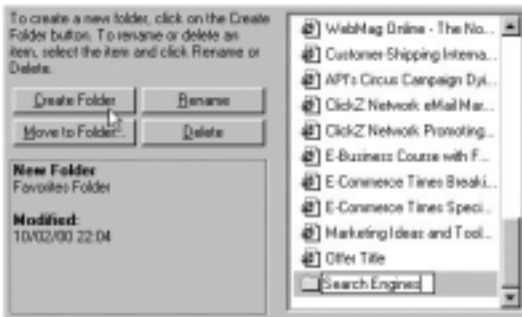 To create a new folder, click on the Create
Folder button. To rename or delete an
item, select the item and click Rename or
Delete.
Create Folder
Rename
Move to Folder...
Delete
New Folder
Favorites Folder
Modified:
10/02/00 22:04
WebMag Online - The No...
Customer Shipping Interna...
API's Circus Campaign Dyi...
ClickZ Network eMail Mar...
ClickZ Network Promoting...
E-Business Course with F...
E-Commerce Times Breaki...
E-Commerce Times Speci...
Marketing Ideas and Tool...
Offer Title
Search Engines